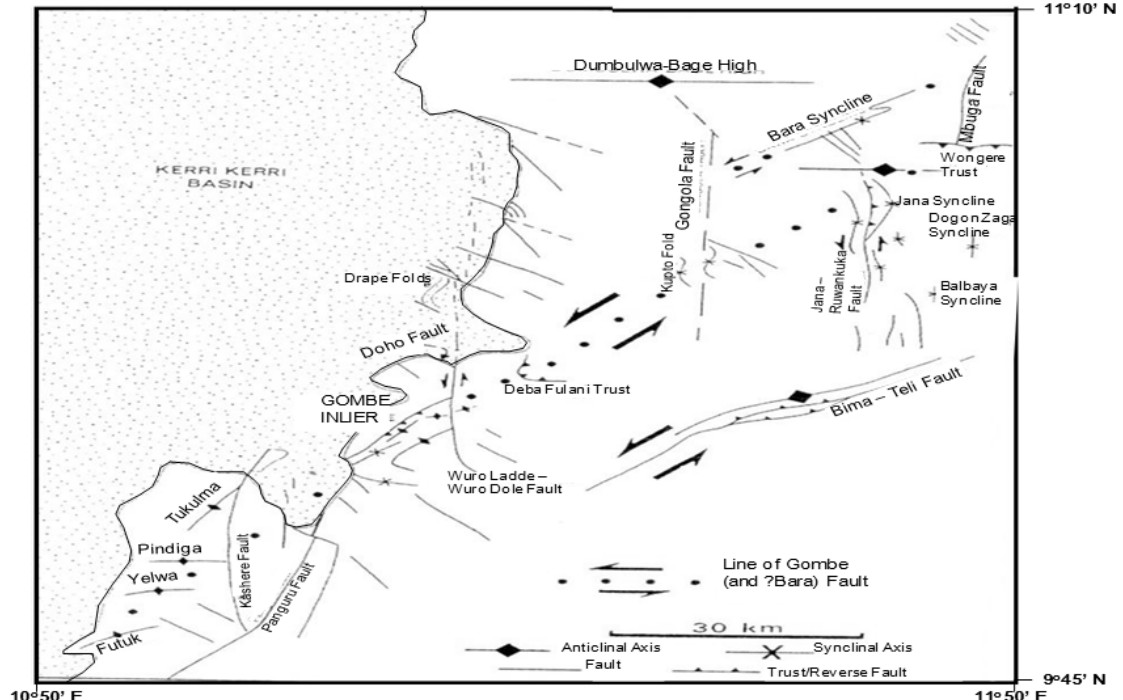 11°10' N
Dumbulwa-Bage High
Mbuga Fault
Bara Syncline
KERRI KERRI
BASIN
Gongola Fault
Wongere
Trust
Jana Syncline
Dogon Zaga
Syncline
Kupto Fold
Drape Folds
Jana –
Ruwankuka
Fault
Balbaya
Syncline
Doho Fault
Deba Fulani Trust
Bima – Teli Fault
GOMBE
INLIER
Wuro Ladde –
Wuro Dole Fault
Tukulma
Pindiga
Kashere Fault
Yelwa
Panguru Fault
Futuk
Line of Gombe
(and ?Bara) Fault
30 km
Anticlinal Axis
Synclinal Axis
Fault
Trust/Reverse Fault
9°45' N
10°50' E
11°50' E